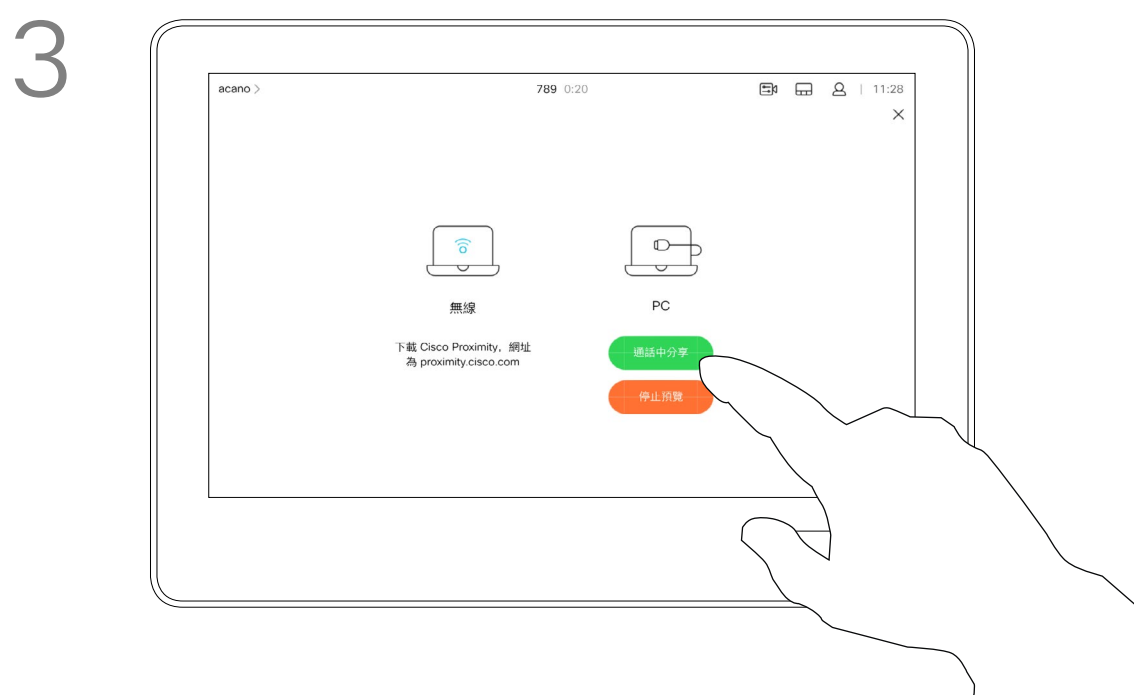 3
acano > 789 0:20 | 11:28
無線
PC
下載 Cisco Proximity，網址
為 proximity.cisco.com
通話中分享
停止預覽